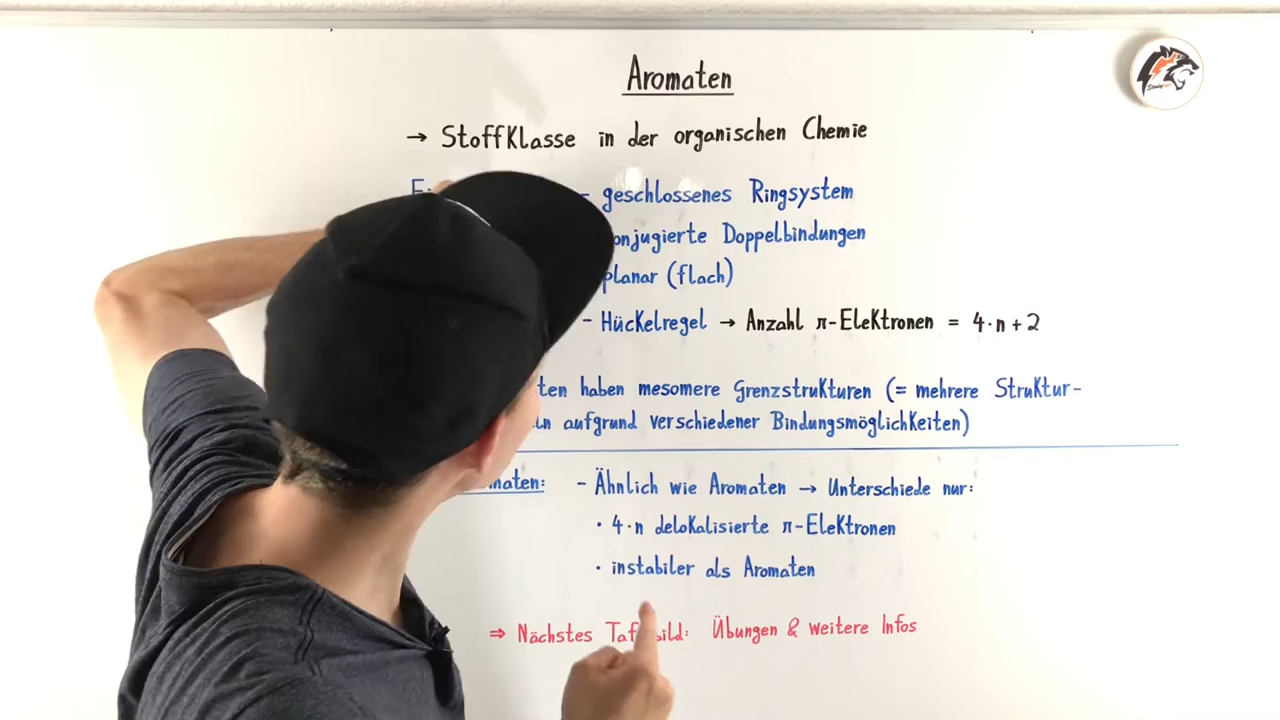 Aromaten
→ Stoffklasse in der organischen Chemie
- geschlossenes Ringsystem
onjugierte Doppelbindungen
planar (flach)
- Hückelregel → Anzahl π-Elektronen = 4·n+2
ten haben mesomere Grenzstrukturen (= mehrere Struktur-
ln aufgrund verschiedener Bindungsmöglichkeiten)
maten: - Ähnlich wie Aromaten → Unterschiede nur:
· 4·n delokalisierte π-Elektronen
· instabiler als Aromaten
⇒ Nächstes Taf bild: Übungen & weitere Infos